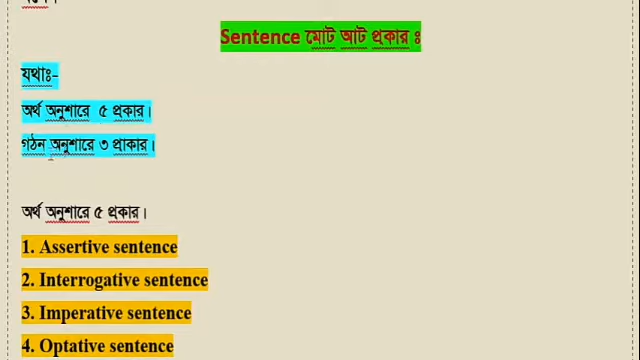 Sentence মোট আট প্রকার ঃ
যথাঃ-
অর্থ অনুশারে ৫ প্রকার।
গঠন অনুশারে ৩ প্রাকার।
অর্থ অনুশারে ৫ প্রকার।
1. Assertive sentence
2. Interrogative sentence
3. Imperative sentence
4. Optative sentence